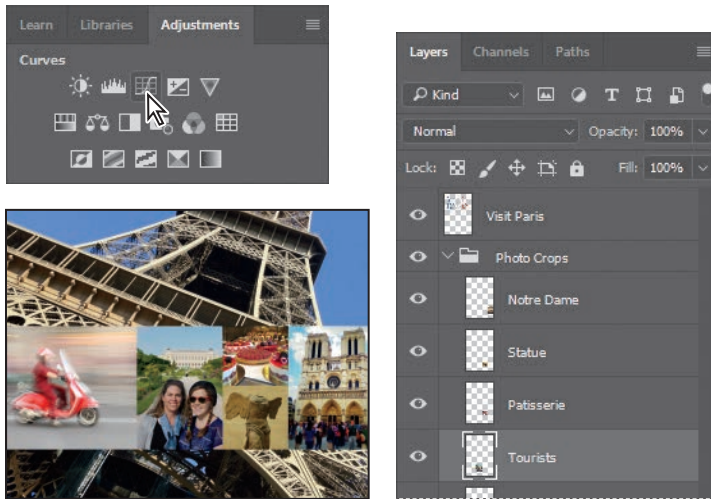 Learn Libraries Adjustments
Curves
Layers Channels Paths
Kind
Normal Opacity: 100%
Lock: Fill: 100%
Visit Paris
Photo Crops
Notre Dame
Statue
Patisserie
Tourists